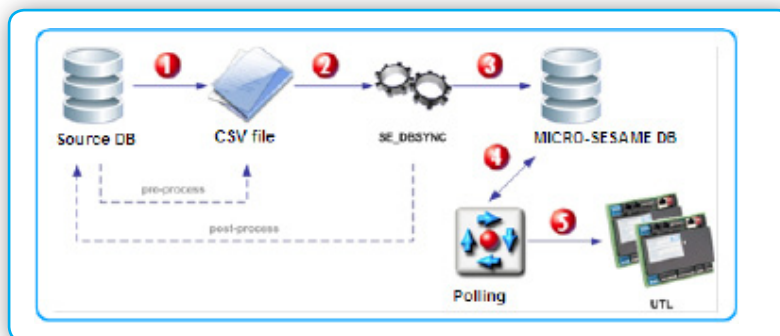 1
2
3
Source DB
CSV file
SE_DBSYNC
MICRO-SESAME DB
4
pre-process
post-process
5
Polling
UTL